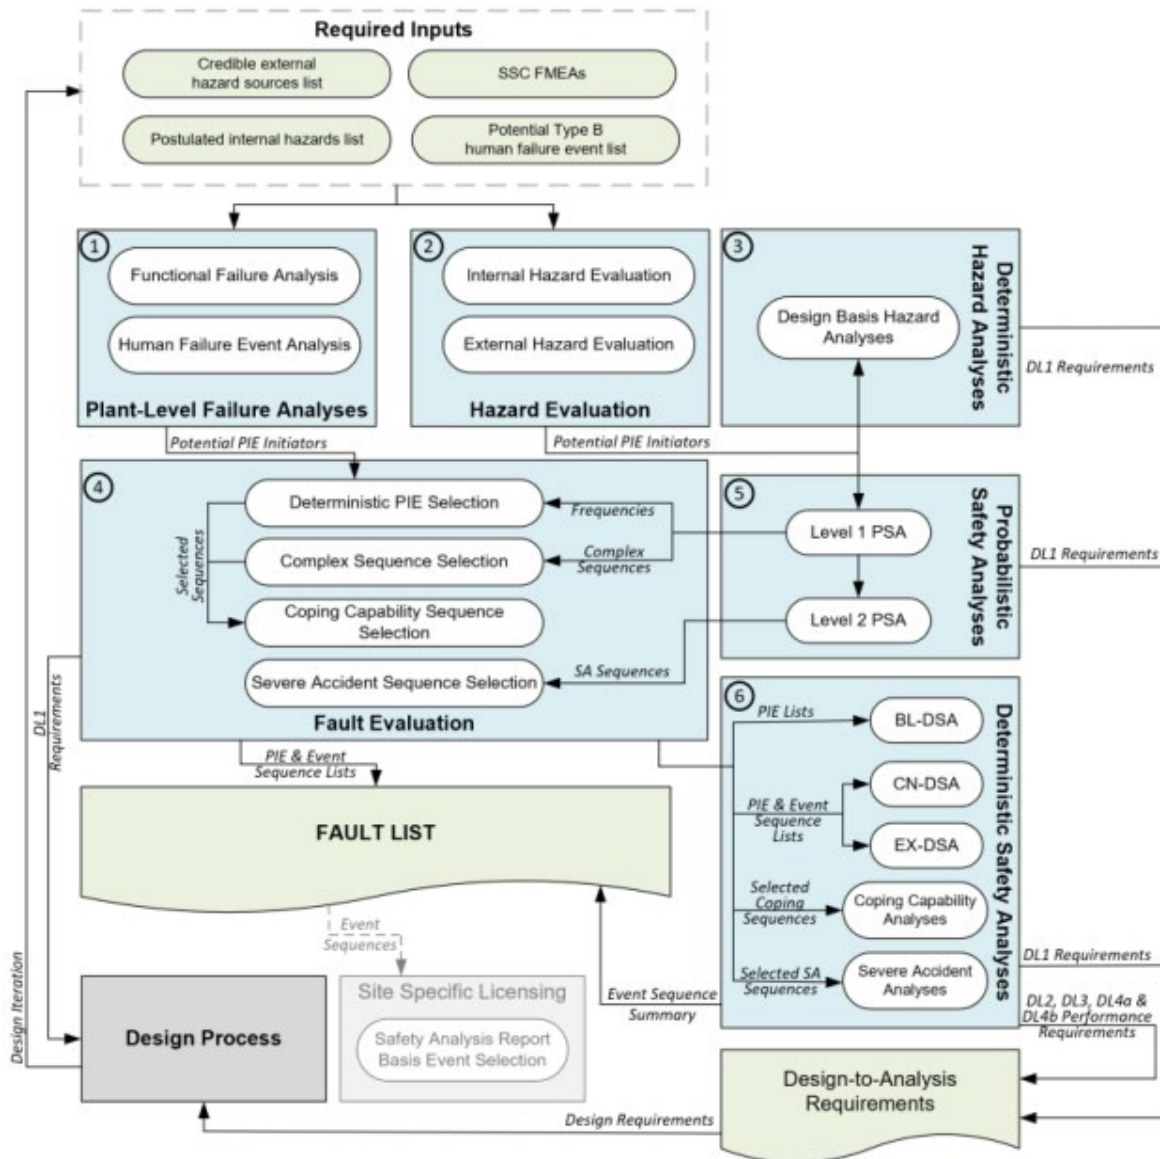 Required Inputs
Credible external
hazard sources list
SSC FMEAs
Postulated internal hazards list
Potential Type B
human failure event list
1
Functional Failure Analysis
Human Failure Event Analysis
Plant-Level Failure Analyses
2
Internal Hazard Evaluation
External Hazard Evaluation
Hazard Evaluation
3
Design Basis Hazard
Analyses
Deterministic
Hazard Analyses
DL1 Requirements
Potential PIE Initiators
Potential PIE Initiators
4
Deterministic PIE Selection
Complex Sequence Selection
Coping Capability Sequence
Selection
Severe Accident Sequence Selection
Fault Evaluation
Selected
Sequences
Frequencies
Complex
Sequences
SA Sequences
5
Level 1 PSA
Level 2 PSA
Probabilistic
Safety Analyses
DL1 Requirements
DL1
Requirements
PIE & Event
Sequence Lists
6
PIE Lists
BL-DSA
CN-DSA
PIE & Event
Sequence
Lists
EX-DSA
Selected
Coping
Sequences
Coping Capability
Analyses
Selected SA
Sequences
Severe Accident
Analyses
Deterministic Safety Analyses
FAULT LIST
Event
Sequences
Site Specific Licensing
Safety Analysis Report
Basis Event Selection
Event Sequence
Summary
DL1 Requirements
DL2, DL3, DL4a &
DL4b Performance
Requirements
Design Iteration
Design Process
Design Requirements
Design-to-Analysis
Requirements